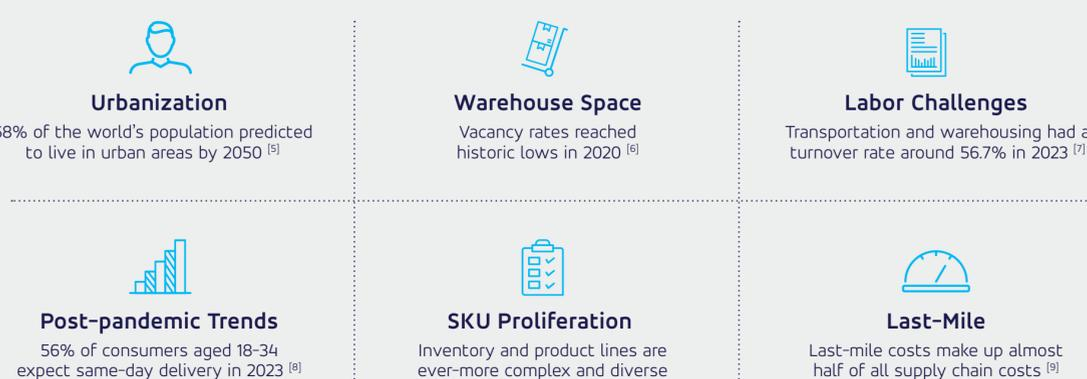 Urbanization
68% of the world's population predicted
to live in urban areas by 2050 [5]
Warehouse Space
Vacancy rates reached
historic lows in 2020 [6]
Labor Challenges
Transportation and warehousing had a
turnover rate around 56.7% in 2023 [7]
Post-pandemic Trends
56% of consumers aged 18-34
expect same-day delivery in 2023 [8]
SKU Proliferation
Inventory and product lines are
ever-more complex and diverse
Last-Mile
Last-mile costs make up almost
half of all supply chain costs [9]